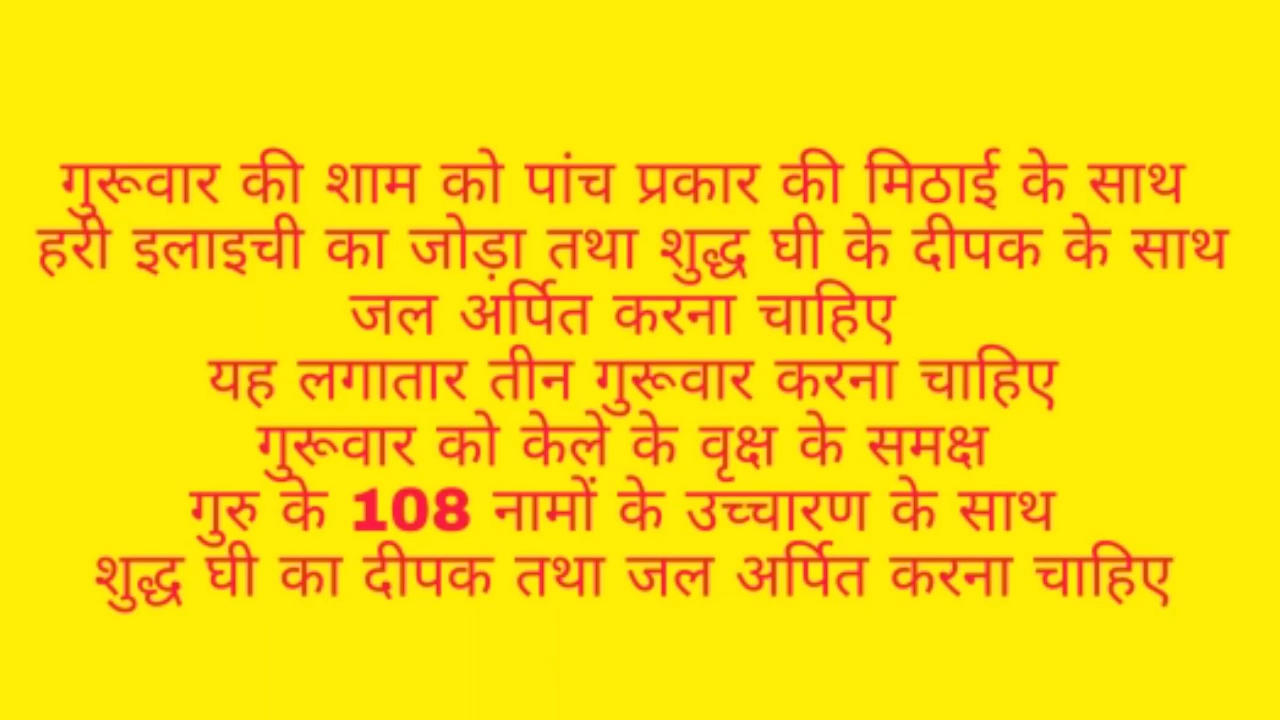 गुरूवार की शाम को पांच प्रकार की मिठाई के साथ
हरी इलाइची का जोड़ा तथा शुद्ध घी के दीपक के साथ
जल अर्पित करना चाहिए
यह लगातार तीन गुरूवार करना चाहिए
गुरूवार को केले के वृक्ष के समक्ष
गुरु के 108 नामों के उच्चारण के साथ
शुद्ध घी का दीपक तथा जल अर्पित करना चाहिए